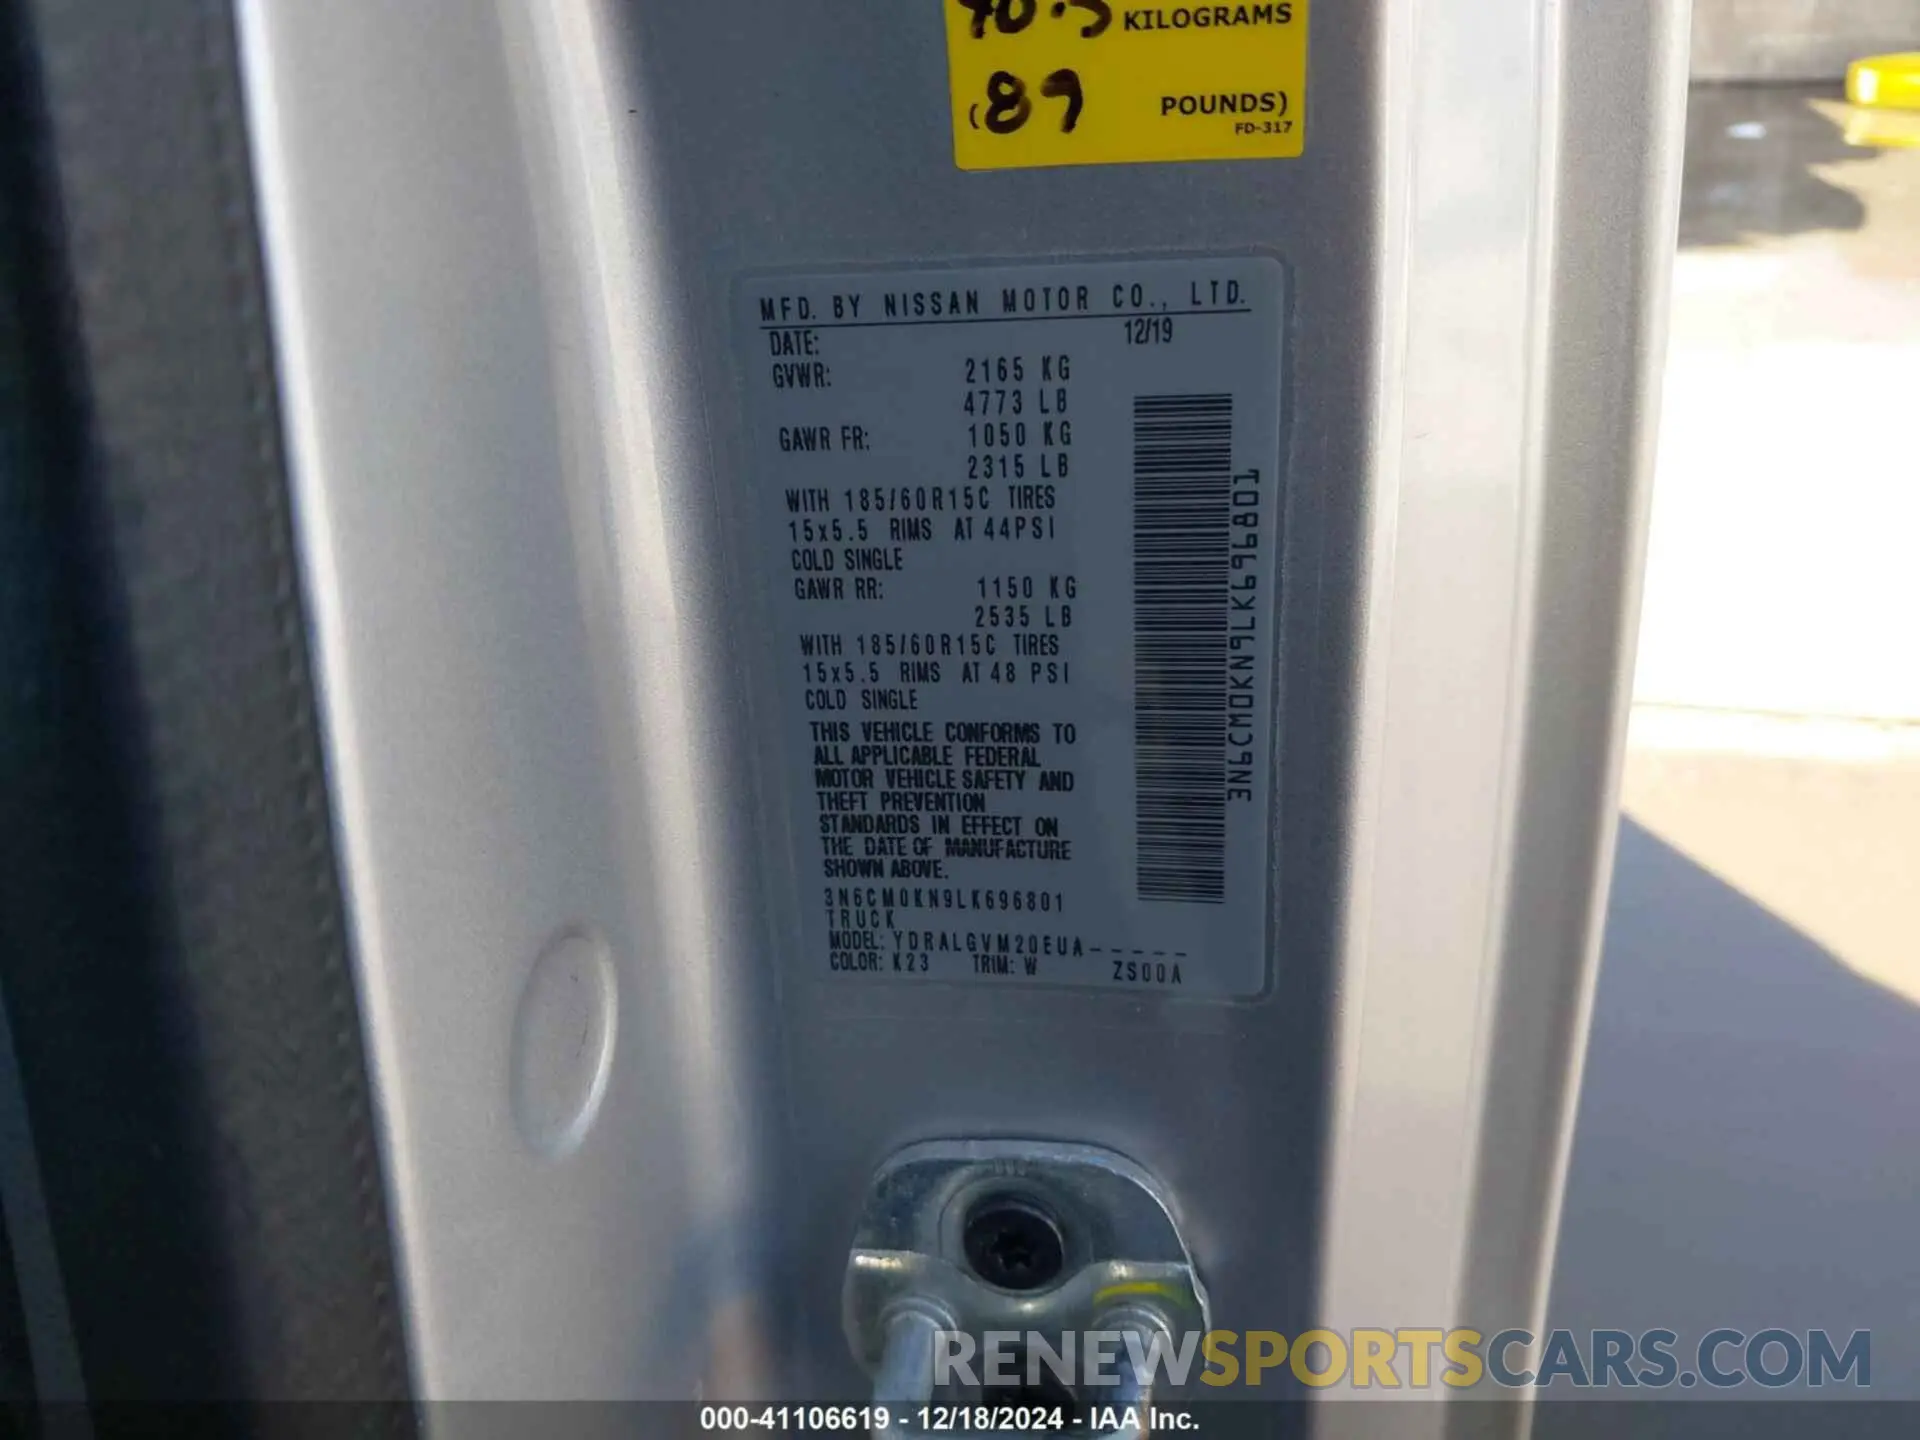 40.5 KILOGRAMS
(89 POUNDS)
FD-317
MFD. BY NISSAN MOTOR CO., LTD.
DATE: 12/19
GVWR: 2165 KG
4773 LB
GAWR FR: 1050 KG
2315 LB
WITH 185/60R15C TIRES
15x5.5 RIMS AT 44PSI
COLD SINGLE
GAWR RR: 1150 KG
2535 LB
WITH 185/60R15C TIRES
15x5.5 RIMS AT 48 PSI
COLD SINGLE
THIS VEHICLE CONFORMS TO
ALL APPLICABLE FEDERAL
MOTOR VEHICLE SAFETY AND
THEFT PREVENTION
STANDARDS IN EFFECT ON
THE DATE OF MANUFACTURE
SHOWN ABOVE.
3N6CM0KN9LK696801
TRUCK
MODEL: YDRALGVM20EUA-----
COLOR: K23 TRIM: W ZS00A
3N6CM0KN9LK696801
RENEWSPORTSCARS.COM
000-41106619 - 12/18/2024 - IAA Inc.